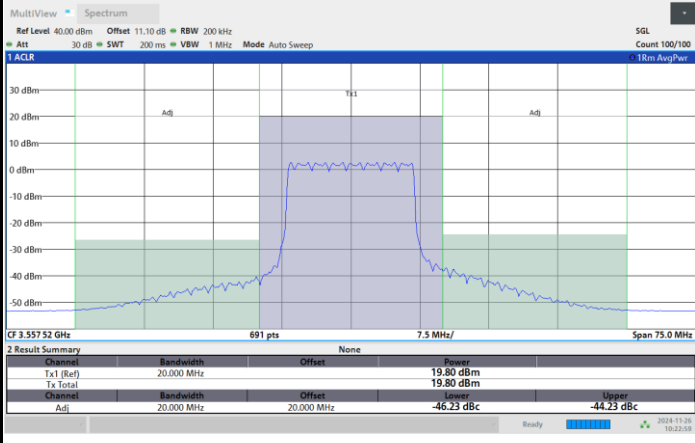 MultiView Spectrum
Ref Level 40.00 dBm Offset 11.10 dB RBW 200 kHz SGL
Att 30 dB SWT 200 ms VBW 1 MHz Mode Auto Sweep Count 100/100
1 ACLR 1Rm AvgPwr
30 dBm
Tx1
Adj Adj
20 dBm
10 dBm
0 dBm
-10 dBm
-20 dBm
-30 dBm
-40 dBm
-50 dBm
CF 3.557 52 GHz 691 pts 7.5 MHz/ Span 75.0 MHz
2 Result Summary None
Channel Bandwidth Offset Power
Tx1 (Ref) 20.000 MHz 19.80 dBm
Tx Total 19.80 dBm
Channel Bandwidth Offset Lower Upper
Adj 20.000 MHz 20.000 MHz -46.23 dBc -44.23 dBc
Ready 2024-11-26
10:22:59